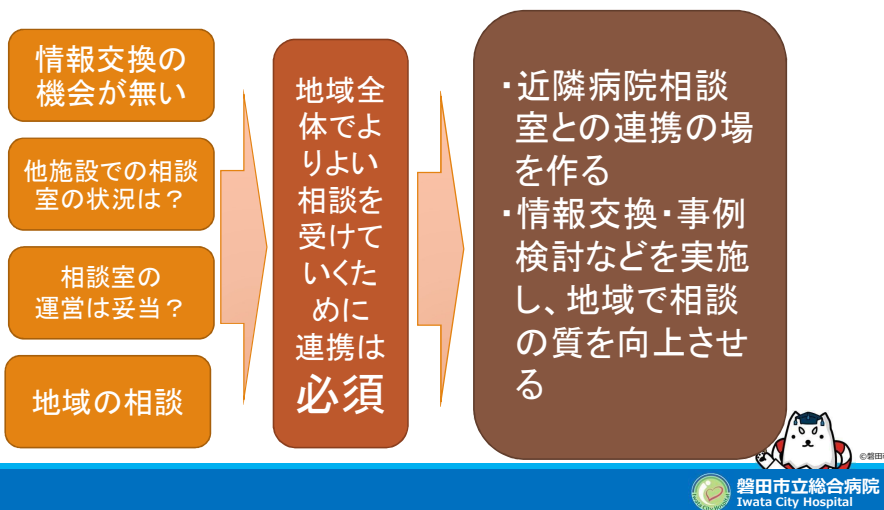 情報交換の
機会が無い
他施設での相談
室の状況は？
相談室の
運営は妥当？
地域の相談
地域全
体でよ
りよい
相談を
受けて
いくた
めに
連携は
必須
・近隣病院相談
室との連携の場
を作る
・情報交換・事例
検討などを実施
し、地域で相談
の質を向上させ
る
©磐田
磐田市立総合病院
Iwata City Hospital